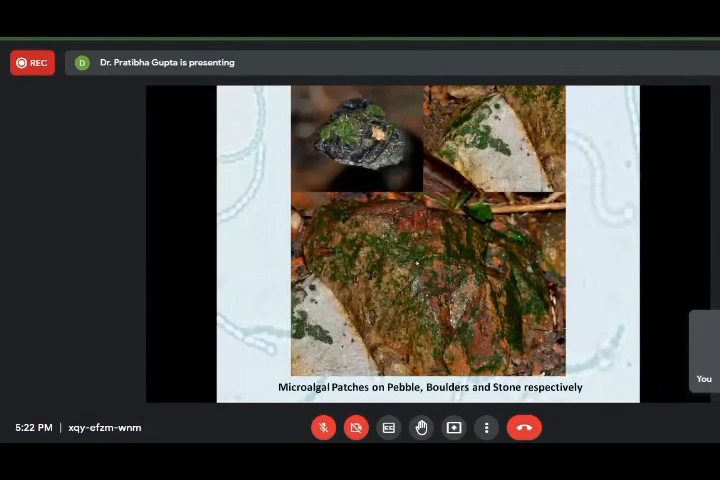 REC
D
Dr. Pratibha Gupta is presenting
You
Microalgal Patches on Pebble, Boulders and Stone respectively
5:22 PM | xqy-efzm-wnm